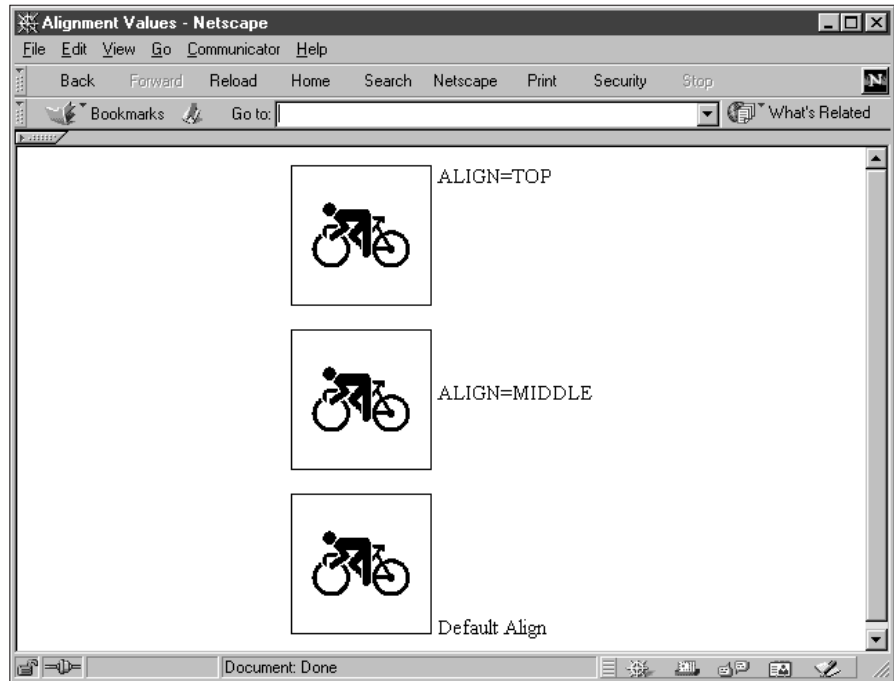 Alignment Values - Netscape
File Edit View Go Communicator Help
Back Forward Reload Home Search Netscape Print Security Stop N
Bookmarks Go to: What's Related
ALIGN=TOP
ALIGN=MIDDLE
Default Align
Document: Done